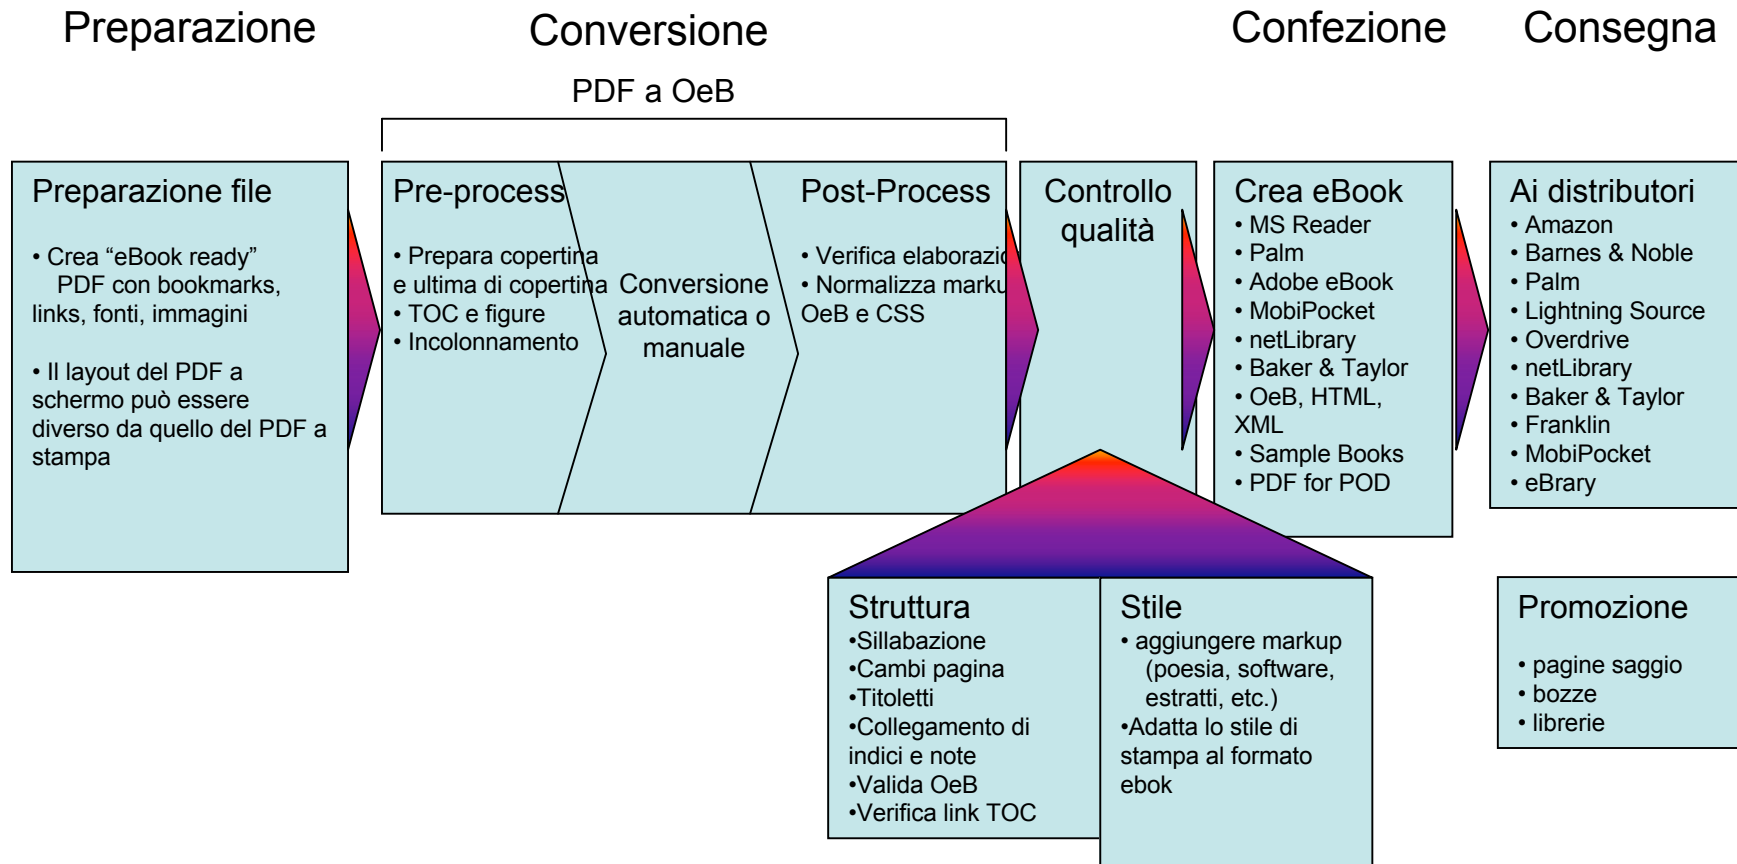 Preparazione
Conversione
Confezione
Consegna
PDF a OeB
Preparazione file
• Crea “eBook ready”
PDF con bookmarks,
links, fonti, immagini
• Il layout del PDF a
schermo può essere
diverso da quello del PDF a
stampa
Pre-process
• Prepara copertina
e ultima di copertina
• TOC e figure
• Incolonnamento
Conversione
automatica o
manuale
Post-Process
• Verifica elaborazio
• Normalizza marku
OeB e CSS
Controllo
qualità
Crea eBook
• MS Reader
• Palm
• Adobe eBook
• MobiPocket
• netLibrary
• Baker & Taylor
• OeB, HTML,
XML
• Sample Books
• PDF for POD
Ai distributori
• Amazon
• Barnes & Noble
• Palm
• Lightning Source
• Overdrive
• netLibrary
• Baker & Taylor
• Franklin
• MobiPocket
• eBrary
Struttura
•Sillabazione
•Cambi pagina
•Titoletti
•Collegamento di
indici e note
•Valida OeB
•Verifica link TOC
Stile
• aggiungere markup
(poesia, software,
estratti, etc.)
•Adatta lo stile di
stampa al formato
ebok
Promozione
• pagine saggio
• bozze
• librerie